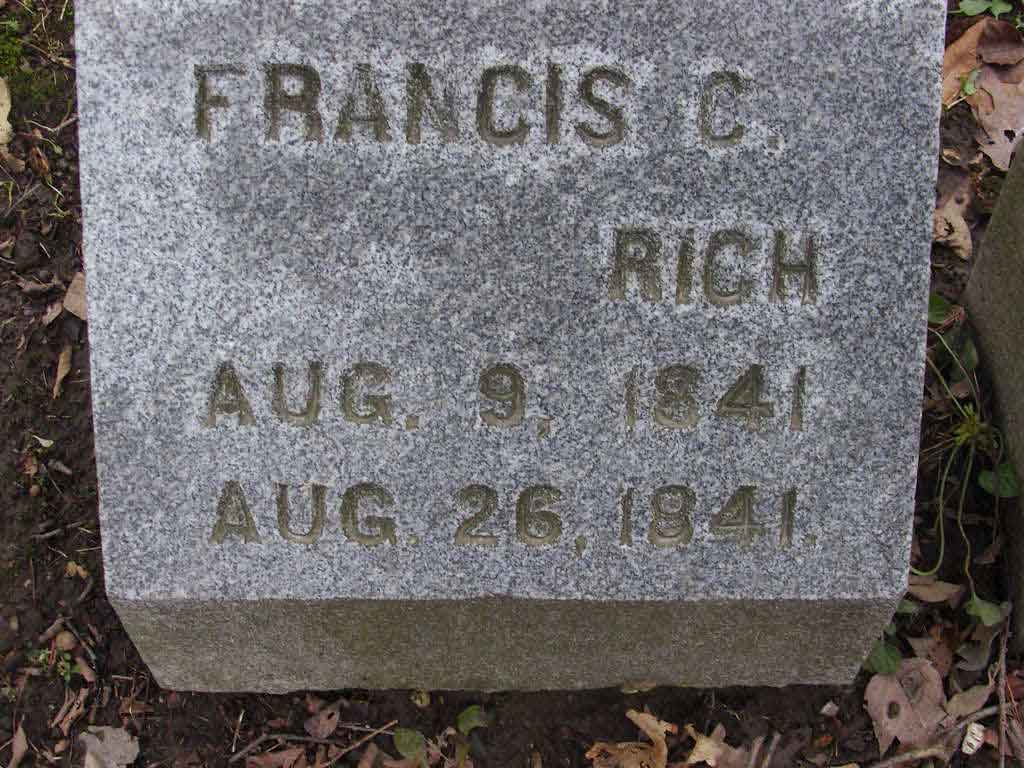 FRANCIS C.
RICH
AUG. 9, 1841
AUG. 26, 1841.